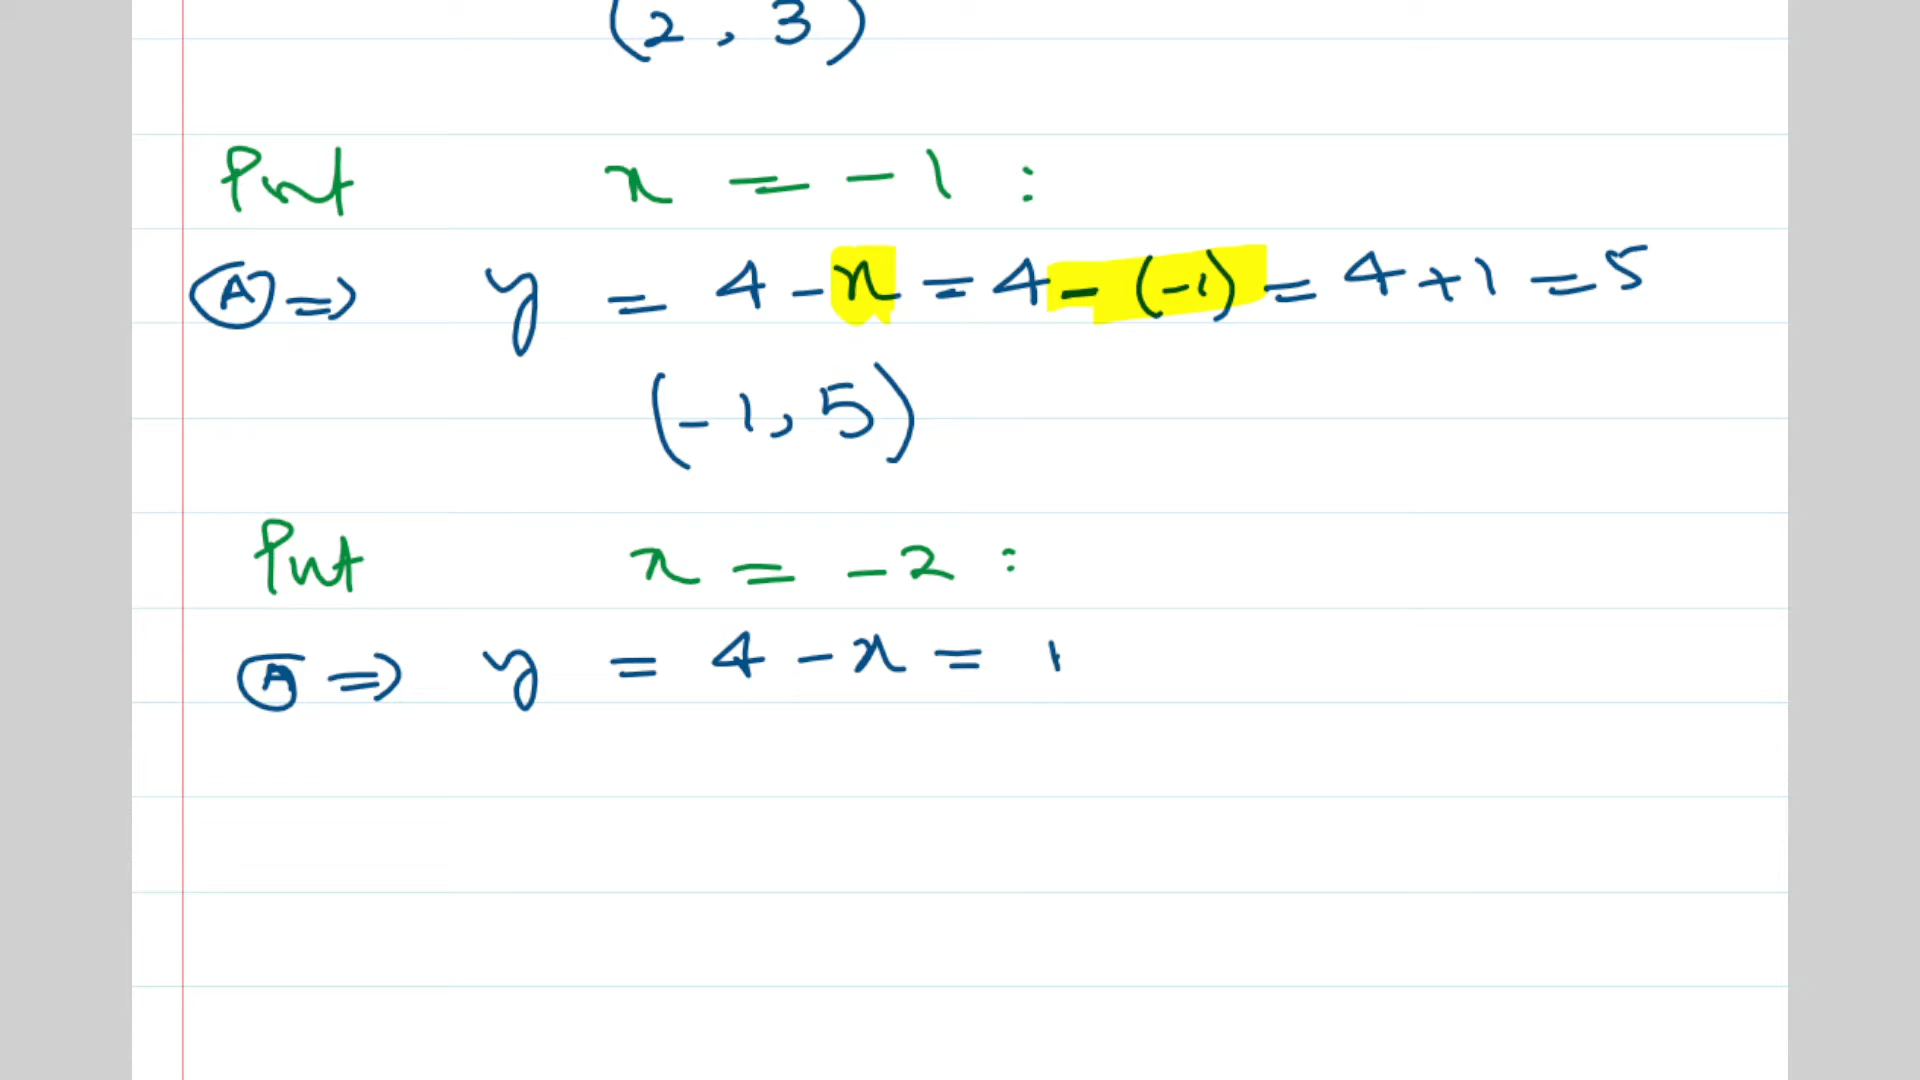 (2, 3)
Put x = -1 :
Ⓐ ⇒ y = 4 - x = 4 - (-1) = 4 + 1 = 5
(-1, 5)
Put x = -2 :
Ⓐ ⇒ y = 4 - x =